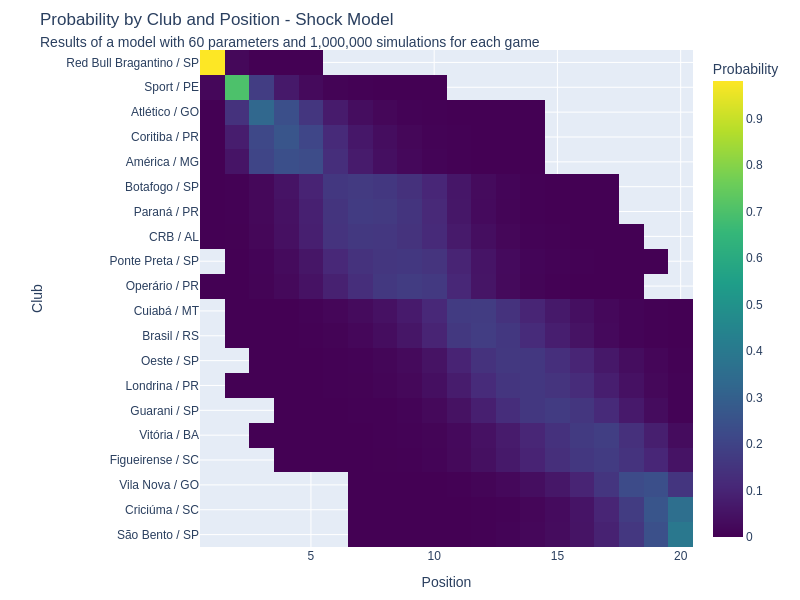 Probability by Club and Position - Shock Model
Results of a model with 60 parameters and 1,000,000 simulations for each game
Probability
Red Bull Bragantino / SP
Sport / PE
Atlético / GO
Coritiba / PR
América / MG
Botafogo / SP
Paraná / PR
CRB / AL
Ponte Preta / SP
Operário / PR
Cuiabá / MT
Brasil / RS
Oeste / SP
Londrina / PR
Guarani / SP
Vitória / BA
Figueirense / SC
Vila Nova / GO
Criciúma / SC
São Bento / SP
Club
5
10
15
20
Position
0.9
0.8
0.7
0.6
0.5
0.4
0.3
0.2
0.1
0